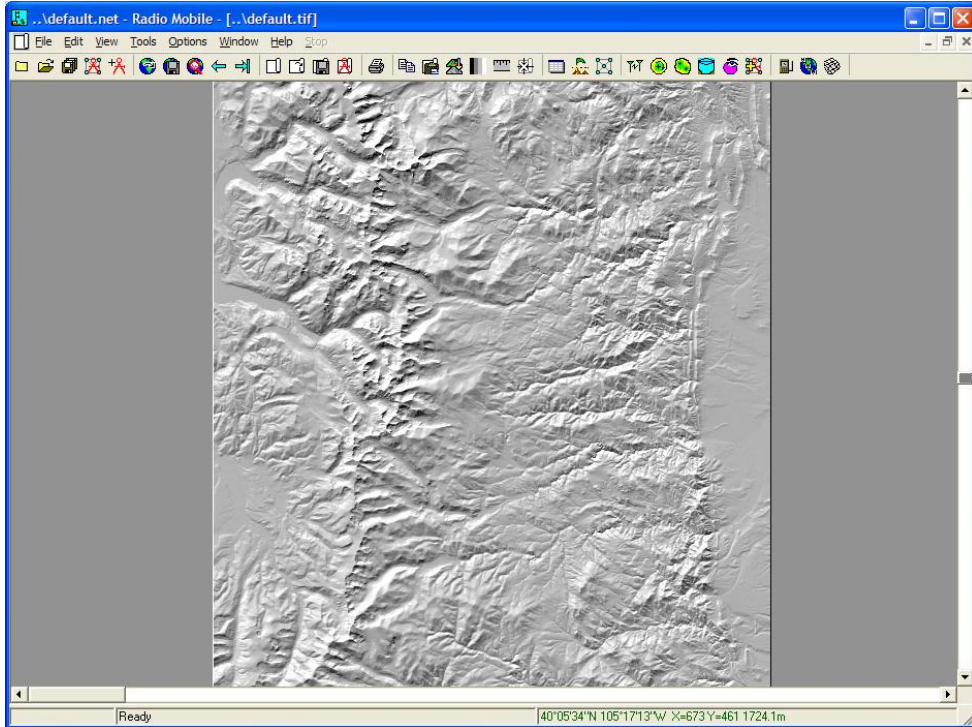 ..\default.net - Radio Mobile - [..\default.tif]
File Edit View Tools Options Window Help Stop
Ready
40°05'34''N 105°17'13''W X=673 Y=461 1724.1m